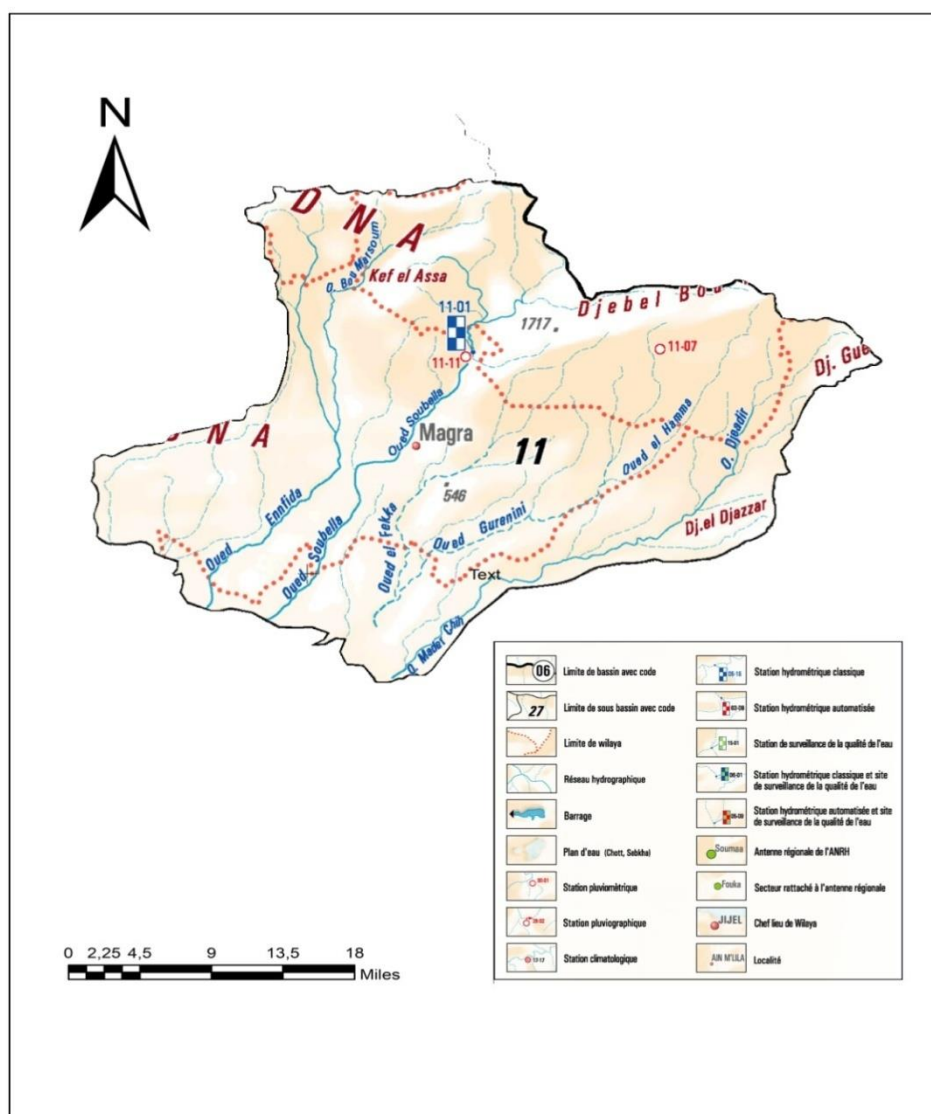 N
D N A
O. Bou Matsoum
Kef el Assa
11-01
1717
Djebel Bou
11-11
11-07
Dj. Gue
N A
Oued Soubella
Magra
11
Oued el Hamma
O. Djeadir
546
Oued Ennfida
Oued Soubella
Oued el Fekka
Oued Gurenini
Dj.el Djazzar
Text
O. Mader Chih
06
Limite de bassin avec code
27
Limite de sous bassin avec code
Limite de wilaya
Réseau hydrographique
Barrage
Plan d'eau (Chott, Sebkha)
Station pluviométrique
Station pluviographique
Station climatologique
Station hydrométrique classique
Station hydrométrique automatisée
Station de surveillance de la qualité de l'eau
Station hydrométrique classique et site
de surveillance de la qualité de l'eau
Station hydrométrique automatisée et site
de surveillance de la qualité de l'eau
Soumaa
Antenne régionale de l'ANRH
Fouka
Secteur rattaché à l'antenne régionale
JIJEL
Chef lieu de Wilaya
AIN M'LILA
Localité
0 2,25 4,5 9 13,5 18
Miles